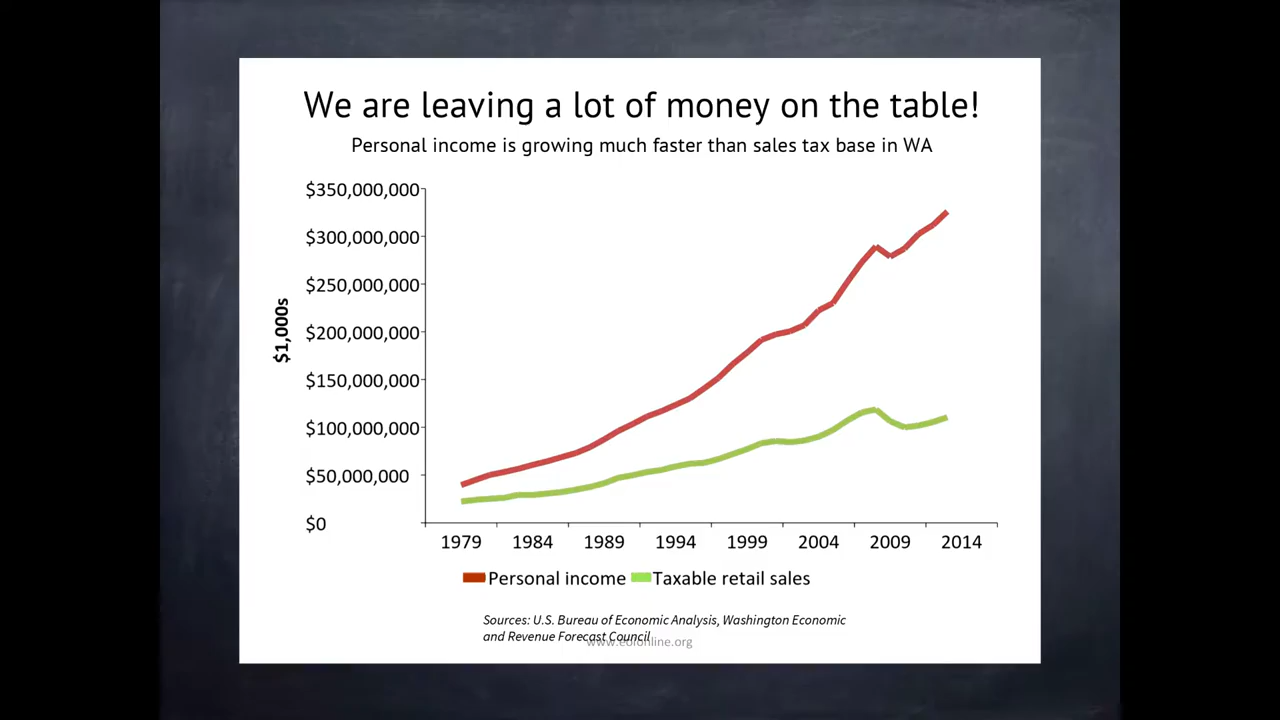 We are leaving a lot of money on the table!
Personal income is growing much faster than sales tax base in WA
$350,000,000
$300,000,000
$250,000,000
$200,000,000
$150,000,000
$100,000,000
$50,000,000
$0
$1,000s
1979 1984 1989 1994 1999 2004 2009 2014
Personal income Taxable retail sales
Sources: U.S. Bureau of Economic Analysis, Washington Economic
and Revenue Forecast Council
www.eoionline.org